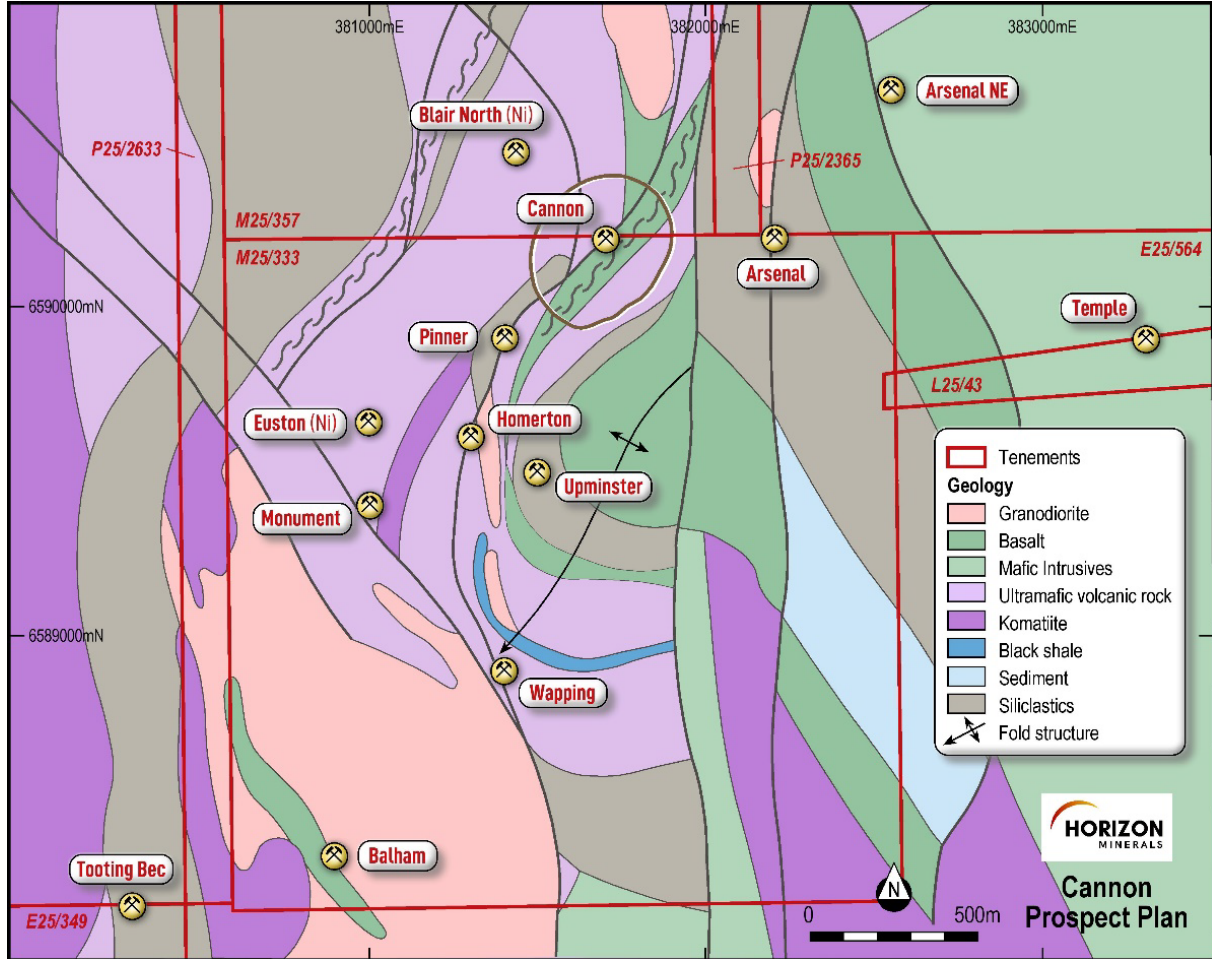 381000mE
382000mE
383000mE
Arsenal NE
Blair North (Ni)
P25/2633
P25/2365
Cannon
M25/357
M25/333
E25/564
Arsenal
6590000mN
Pinner
Temple
L25/43
Euston (Ni)
Homerton
Upminster
Monument
Tenements
Geology
Granodiorite
Basalt
Mafic Intrusives
Ultramafic volcanic rock
Komatiite
Black shale
Sediment
Siliclastics
Fold structure
6589000mN
Wapping
Balham
Tooting Bec
E25/349
HORIZON
MINERALS
N
0 500m
Cannon
Prospect Plan